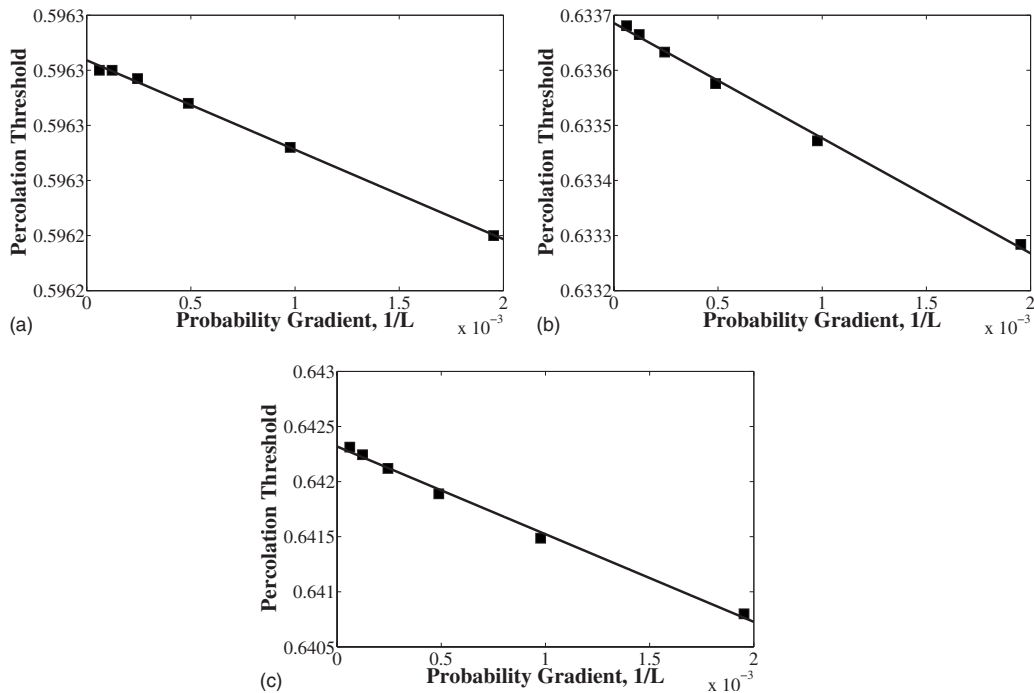 0.5963
0.5963
0.5963
0.5963
0.5962
0.5962
Percolation Threshold
0 0.5 1 1.5 2
Probability Gradient, 1/L
x 10⁻³
(a)
0.6337
0.6336
0.6335
0.6334
0.6333
0.6332
Percolation Threshold
0 0.5 1 1.5 2
Probability Gradient, 1/L
x 10⁻³
(b)
0.643
0.6425
0.642
0.6415
0.641
0.6405
Percolation Threshold
0 0.5 1 1.5 2
Probability Gradient, 1/L
x 10⁻³
(c)